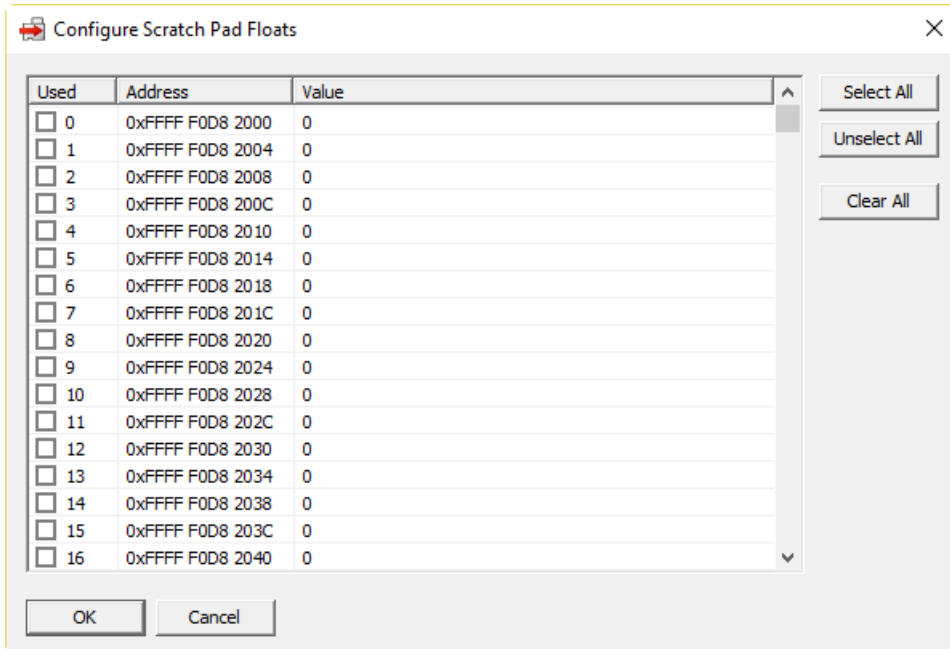 Configure Scratch Pad Floats
Used Address Value
0 0xFFFF F0D8 2000 0
1 0xFFFF F0D8 2004 0
2 0xFFFF F0D8 2008 0
3 0xFFFF F0D8 200C 0
4 0xFFFF F0D8 2010 0
5 0xFFFF F0D8 2014 0
6 0xFFFF F0D8 2018 0
7 0xFFFF F0D8 201C 0
8 0xFFFF F0D8 2020 0
9 0xFFFF F0D8 2024 0
10 0xFFFF F0D8 2028 0
11 0xFFFF F0D8 202C 0
12 0xFFFF F0D8 2030 0
13 0xFFFF F0D8 2034 0
14 0xFFFF F0D8 2038 0
15 0xFFFF F0D8 203C 0
16 0xFFFF F0D8 2040 0
Select All
Unselect All
Clear All
OK Cancel